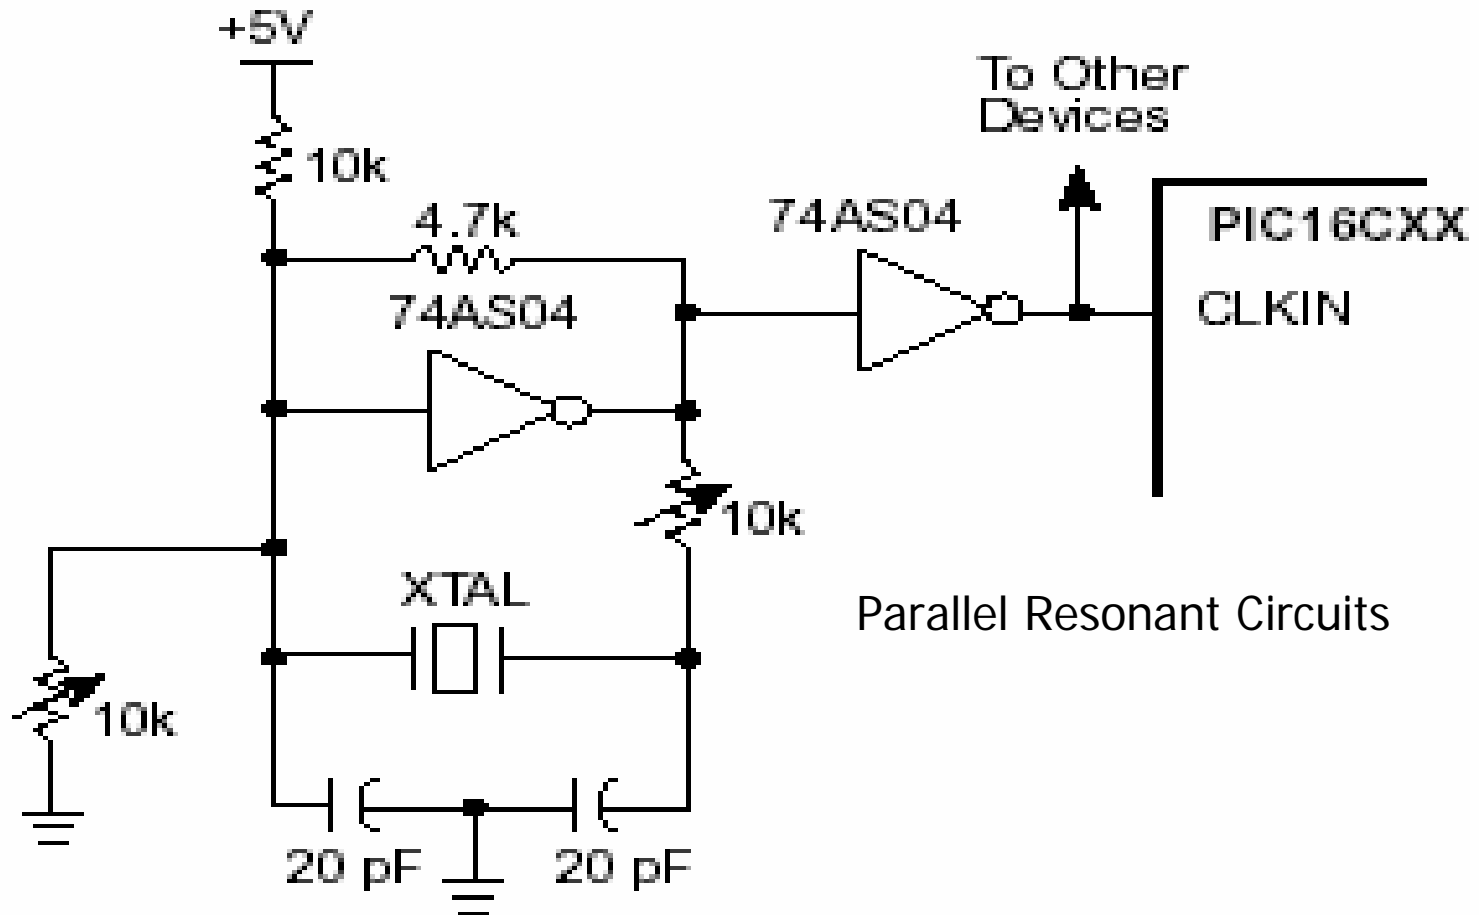 +5V
10k
4.7k
74AS04
74AS04
To Other
Devices
PIC16CXX
CLKIN
10k
XTAL
10k
20 pF
20 pF
Parallel Resonant Circuits